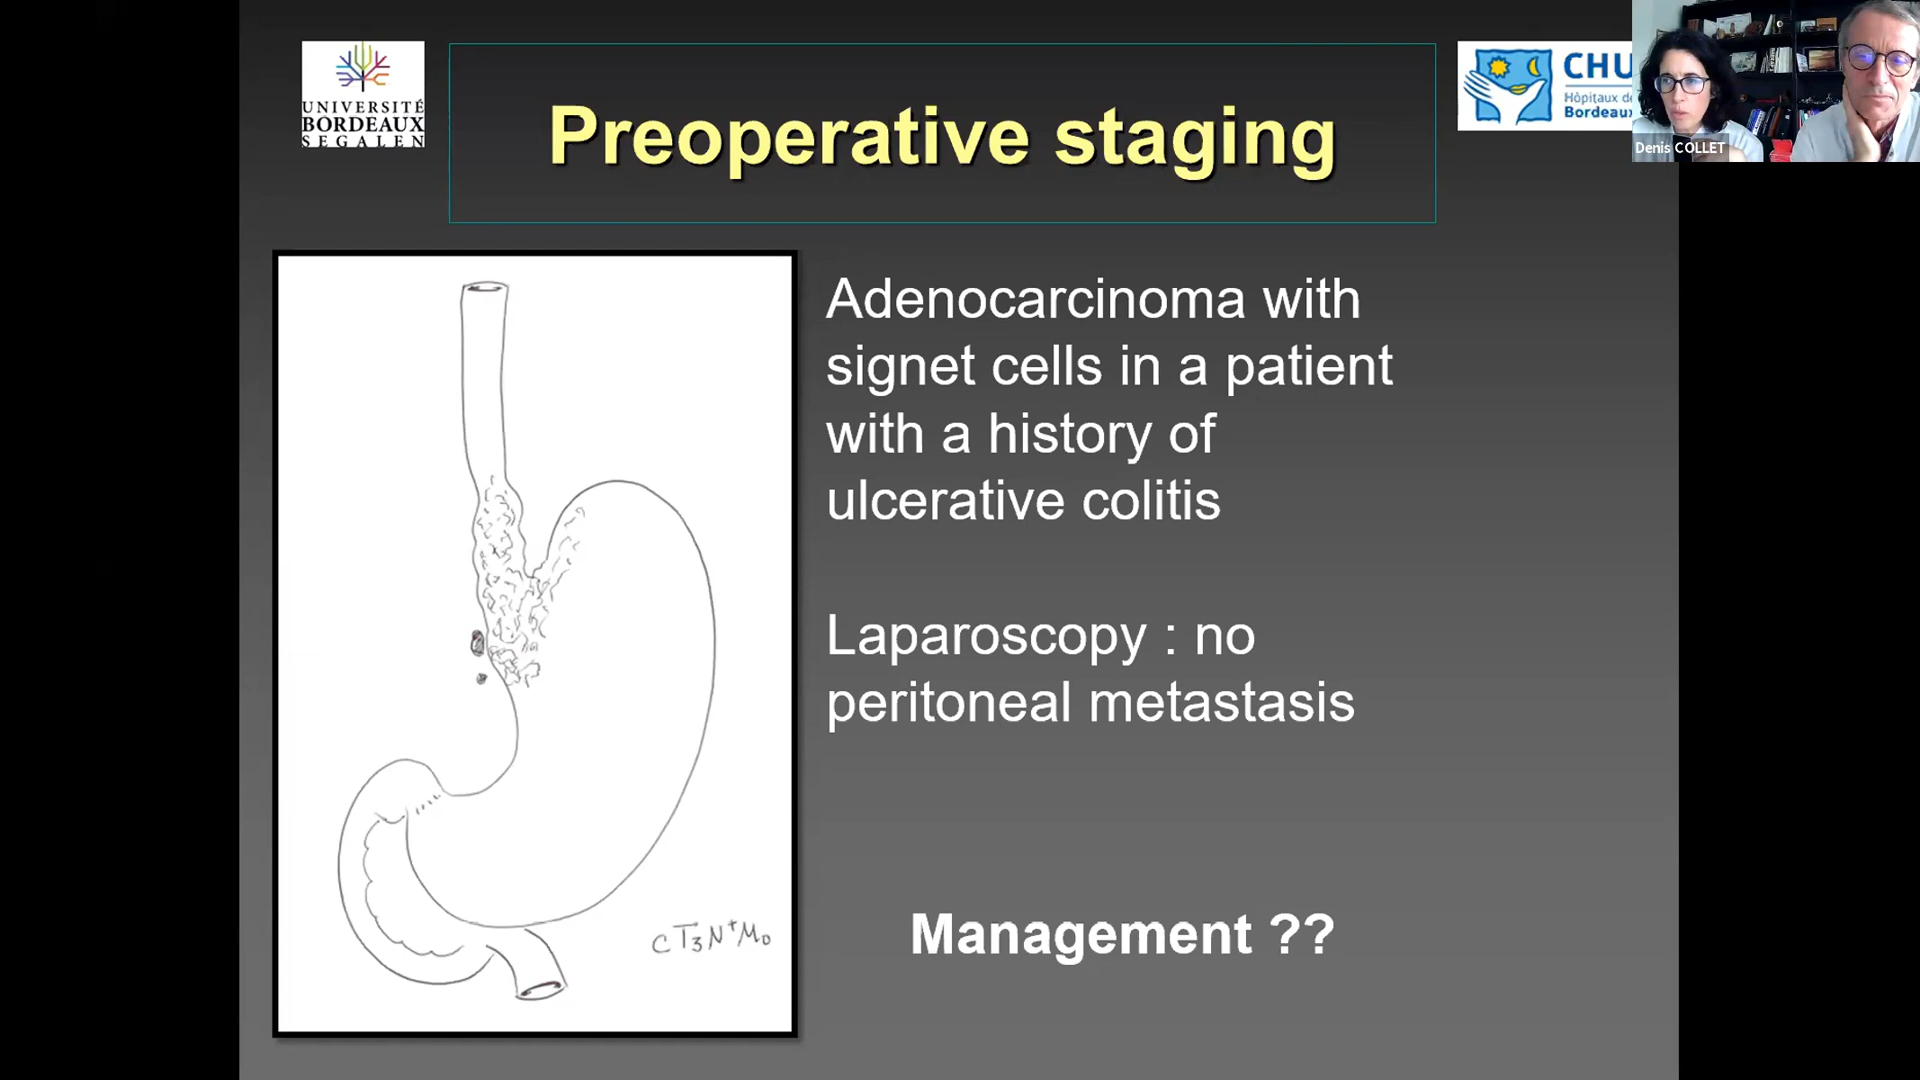 UNIVERSITÉ
BORDEAUX
SEGALEN
Preoperative staging
CHU
Hôpitaux de
Bordeaux
Denis COLLET
Adenocarcinoma with
signet cells in a patient
with a history of
ulcerative colitis
Laparoscopy : no
peritoneal metastasis
Management ??
cT3N+M0